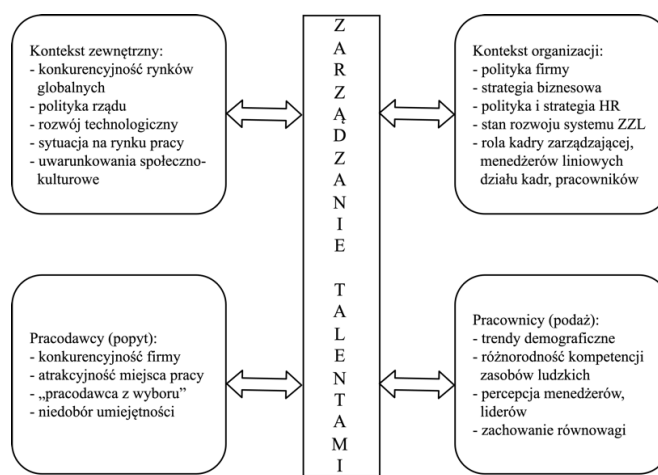 Kontekst zewnętrzny:
- konkurencyjność rynków
globalnych
- polityka rządu
- rozwój technologiczny
- sytuacja na rynku pracy
- uwarunkowania społeczno-
kulturowe
Z
A
R
Z
Ą
D
Z
A
N
I
E
T
A
L
E
N
T
A
M
I
Kontekst organizacji:
- polityka firmy
- strategia biznesowa
- polityka i strategia HR
- stan rozwoju systemu ZZL
- rola kadry zarządzającej,
menedżerów liniowych
działu kadr, pracowników
Pracodawcy (popyt):
- konkurencyjność firmy
- atrakcyjność miejsca pracy
- „pracodawca z wyboru”
- niedobór umiejętności
Pracownicy (podaż):
- trendy demograficzne
- różnorodność kompetencji
zasobów ludzkich
- percepcja menedżerów,
liderów
- zachowanie równowagi